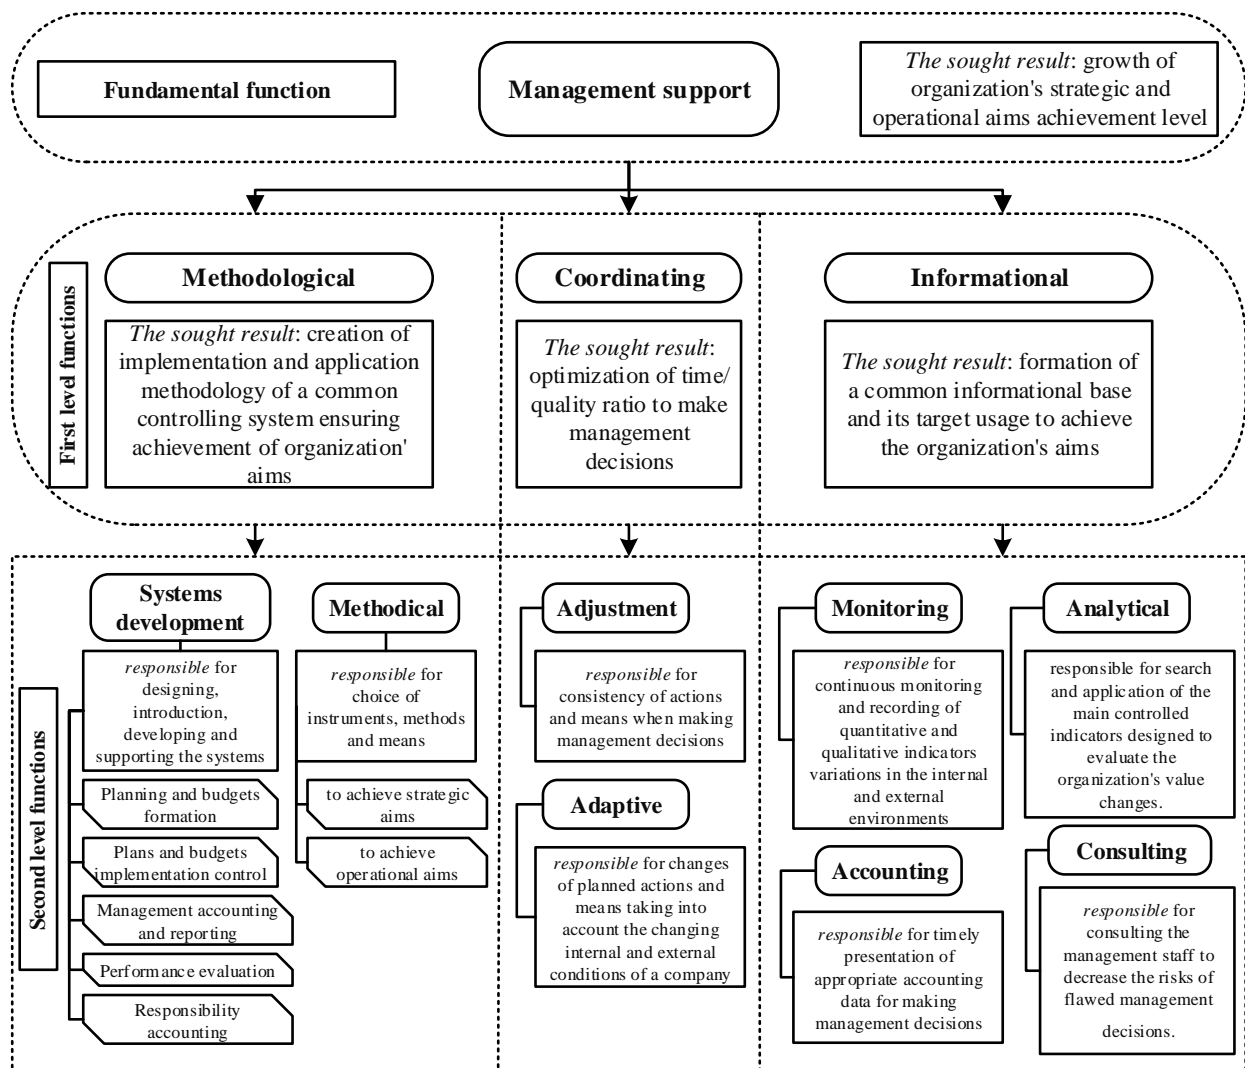 Fundamental function
Management support
The sought result: growth of
organization's strategic and
operational aims achievement level
First level functions
Methodological
The sought result: creation of
implementation and application
methodology of a common
controlling system ensuring
achievement of organization'
aims
Coordinating
The sought result:
optimization of time/
quality ratio to make
management
decisions
Informational
The sought result: formation of
a common informational base
and its target usage to achieve
the organization's aims
Second level functions
Systems
development
responsible for
designing,
introduction,
developing and
supporting the systems
Planning and budgets
formation
Plans and budgets
implementation control
Management accounting
and reporting
Performance evaluation
Responsibility
accounting
Methodical
responsible for
choice of
instruments, methods
and means
to achieve strategic
aims
to achieve
operational aims
Adjustment
responsible for
consistency of actions
and means when making
management decisions
Adaptive
responsible for changes
of planned actions and
means taking into
account the changing
internal and external
conditions of a company
Monitoring
responsible for
continuous monitoring
and recording of
quantitative and
qualitative indicators
variations in the internal
and external
environments
Accounting
responsible for timely
presentation of
appropriate accounting
data for making
management decisions
Analytical
responsible for search
and application of the
main controlled
indicators designed to
evaluate the
organization's value
changes.
Consulting
responsible for
consulting the
management staff to
decrease the risks of
flawed management
decisions.